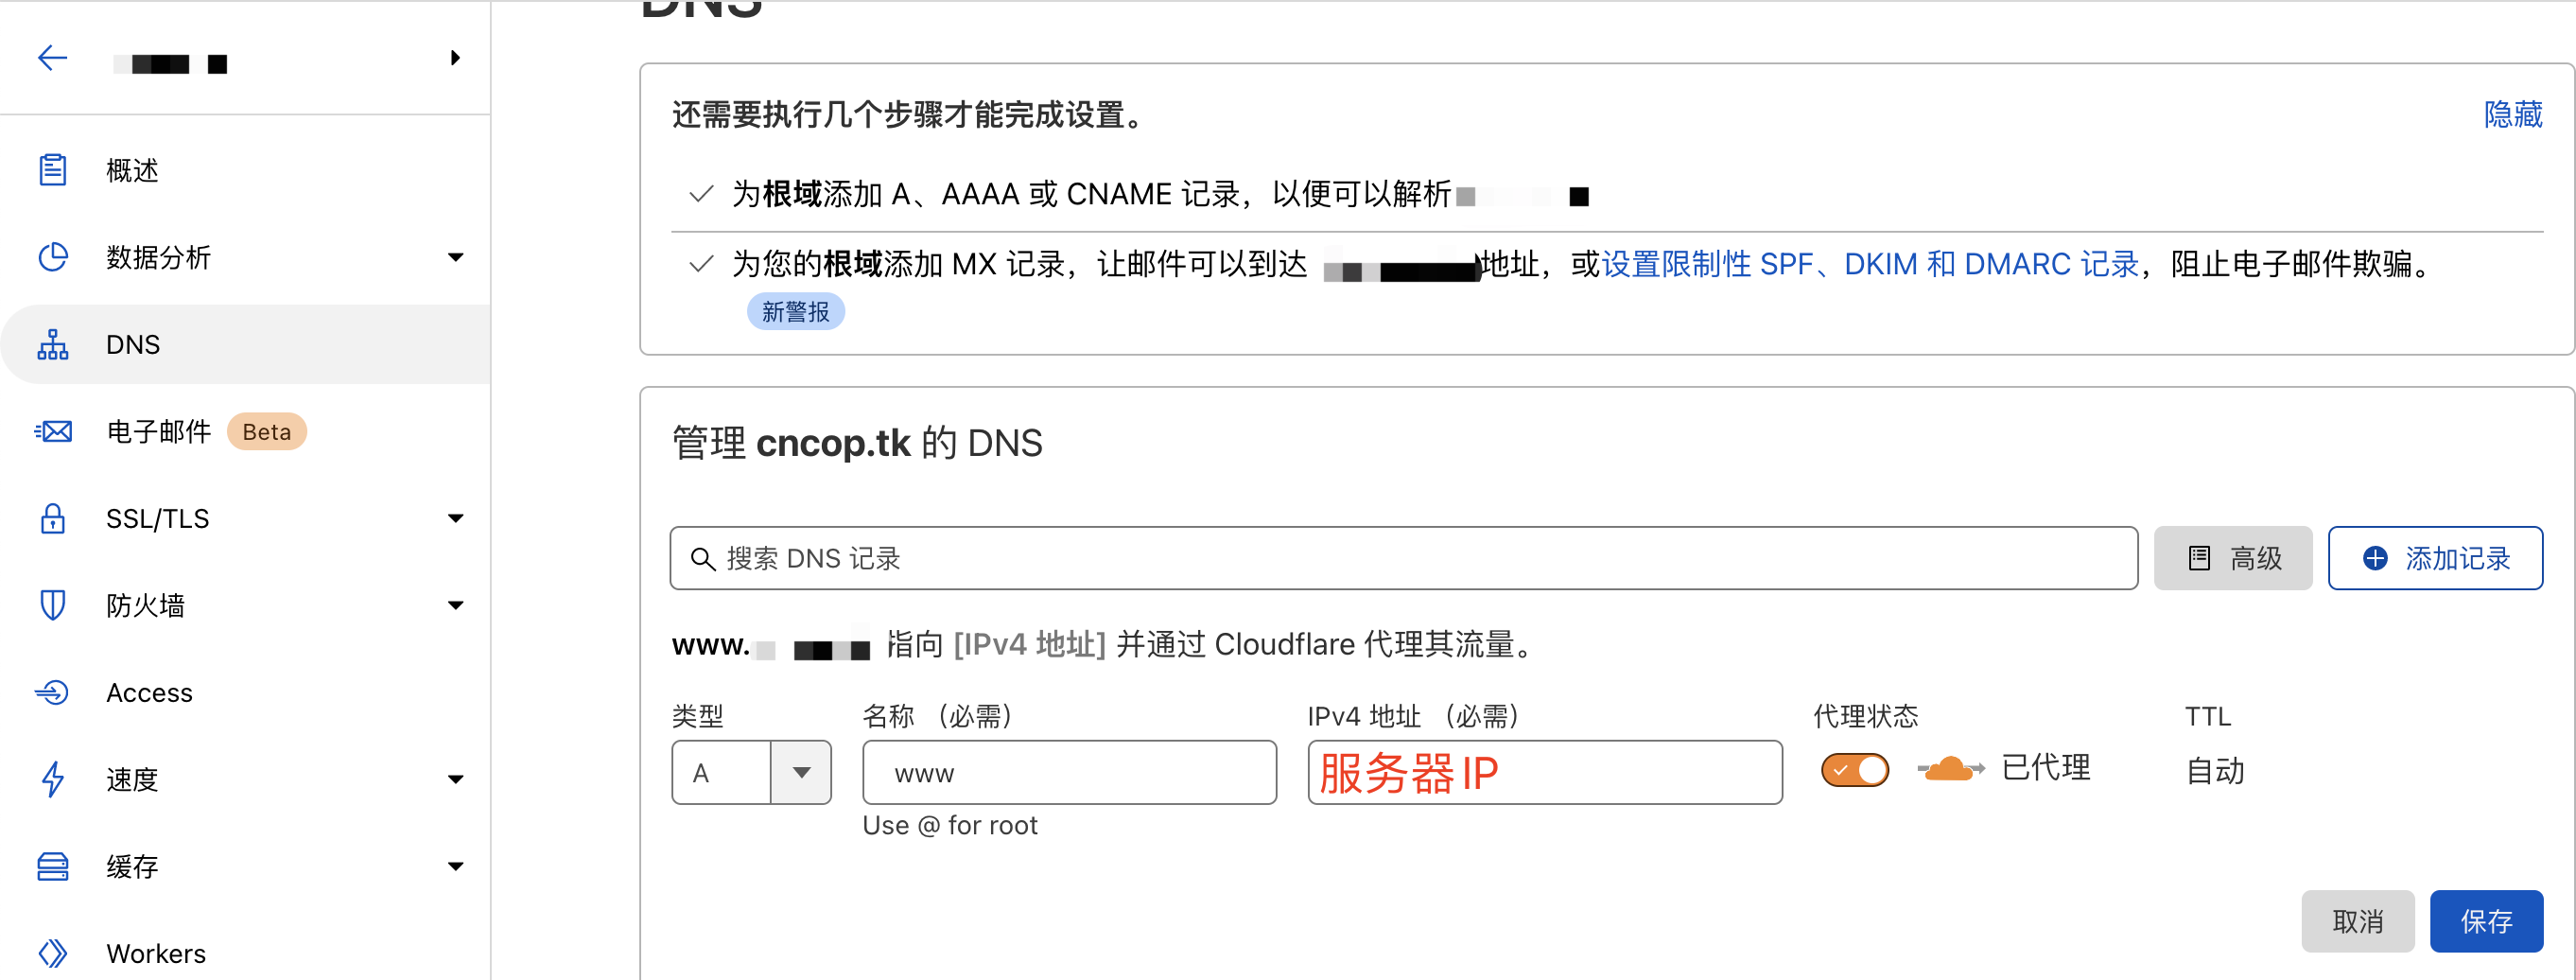 DNS
概述
数据分析
DNS
电子邮件 Beta
SSL/TLS
防火墙
Access
速度
缓存
Workers
还需要执行几个步骤才能完成设置。
隐藏
为根域添加 A、AAAA 或 CNAME 记录，以便可以解析
为您的根域添加 MX 记录，让邮件可以到达 地址，或设置限制性 SPF、DKIM 和 DMARC 记录，阻止电子邮件欺骗。
新警报
管理 cncop.tk 的 DNS
搜索 DNS 记录
高级
添加记录
www. 指向 [IPv4 地址] 并通过 Cloudflare 代理其流量。
类型 名称 （必需） IPv4 地址 （必需） 代理状态 TTL
A www 服务器IP 已代理 自动
Use @ for root
取消 保存